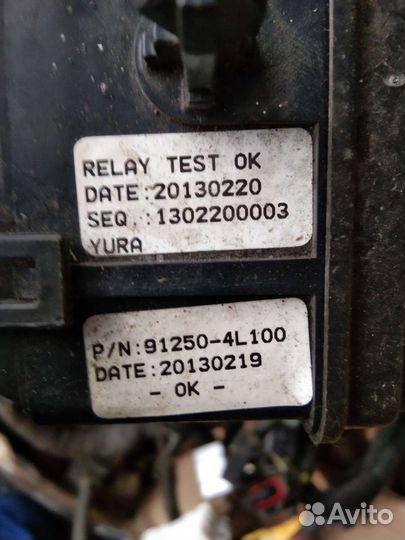 RELAY TEST OK
DATE:20130220
SEQ .:1302200003
YURA
P/N:91250-4L100
DATE:20130219
- OK -
Avito